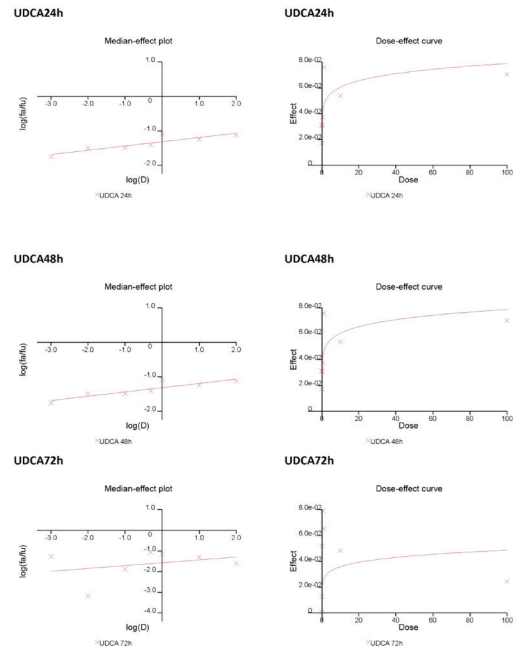 UDCA24h
UDCA24h
Median-effect plot
Dose-effect curve
1.0
-3.0 -2.0 -1.0 0 1.0 2.0
-1.0
-2.0
log(fa/fu)
log(D)
×UDCA 24h
8.0e-02
6.0e-02
4.0e-02
2.0e-02
0
Effect
0 20 40 60 80 100
Dose
×UDCA 24h
UDCA48h
UDCA48h
Median-effect plot
Dose-effect curve
1.0
-3.0 -2.0 -1.0 0 1.0 2.0
-1.0
-2.0
log(fa/fu)
log(D)
×UDCA 48h
8.0e-02
6.0e-02
4.0e-02
2.0e-02
0
Effect
0 20 40 60 80 100
Dose
×UDCA 48h
UDCA72h
UDCA72h
Median-effect plot
Dose-effect curve
1.0
-3.0 -2.0 -1.0 0 1.0 2.0
-1.0
-2.0
-3.0
-4.0
log(fa/fu)
log(D)
×UDCA 72h
8.0e-02
6.0e-02
4.0e-02
2.0e-02
0
Effect
0 20 40 60 80 100
Dose
×UDCA 72h